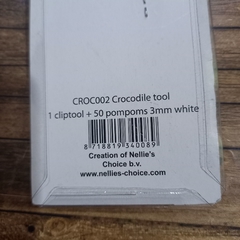 CROC002 Crocodile tool
1 cliptool + 50 pompoms 3mm white
8 718819 340089
Creation of Nellie's
Choice b.v.
www.nellies-choice.com